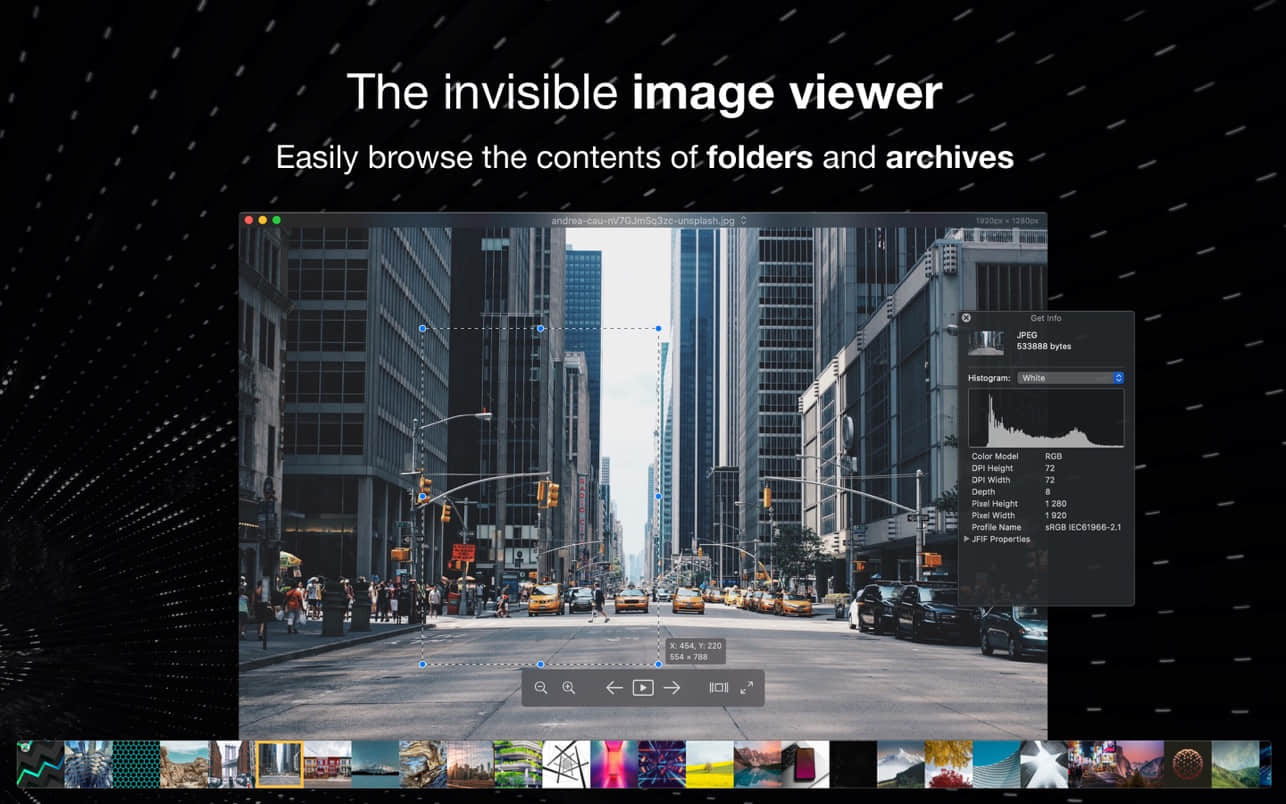 The invisible image viewer
Easily browse the contents of folders and archives
andrea-cau-nV7GJmSq3zc-unsplash.jpg
1920px × 1280px
Get Info
JPEG
533888 bytes
Histogram: White
Color Model RGB
DPI Height 72
DPI Width 72
Depth 8
Pixel Height 1 280
Pixel Width 1 920
Profile Name sRGB IEC61966-2.1
JFIF Properties
X: 454, Y: 220
554 × 788